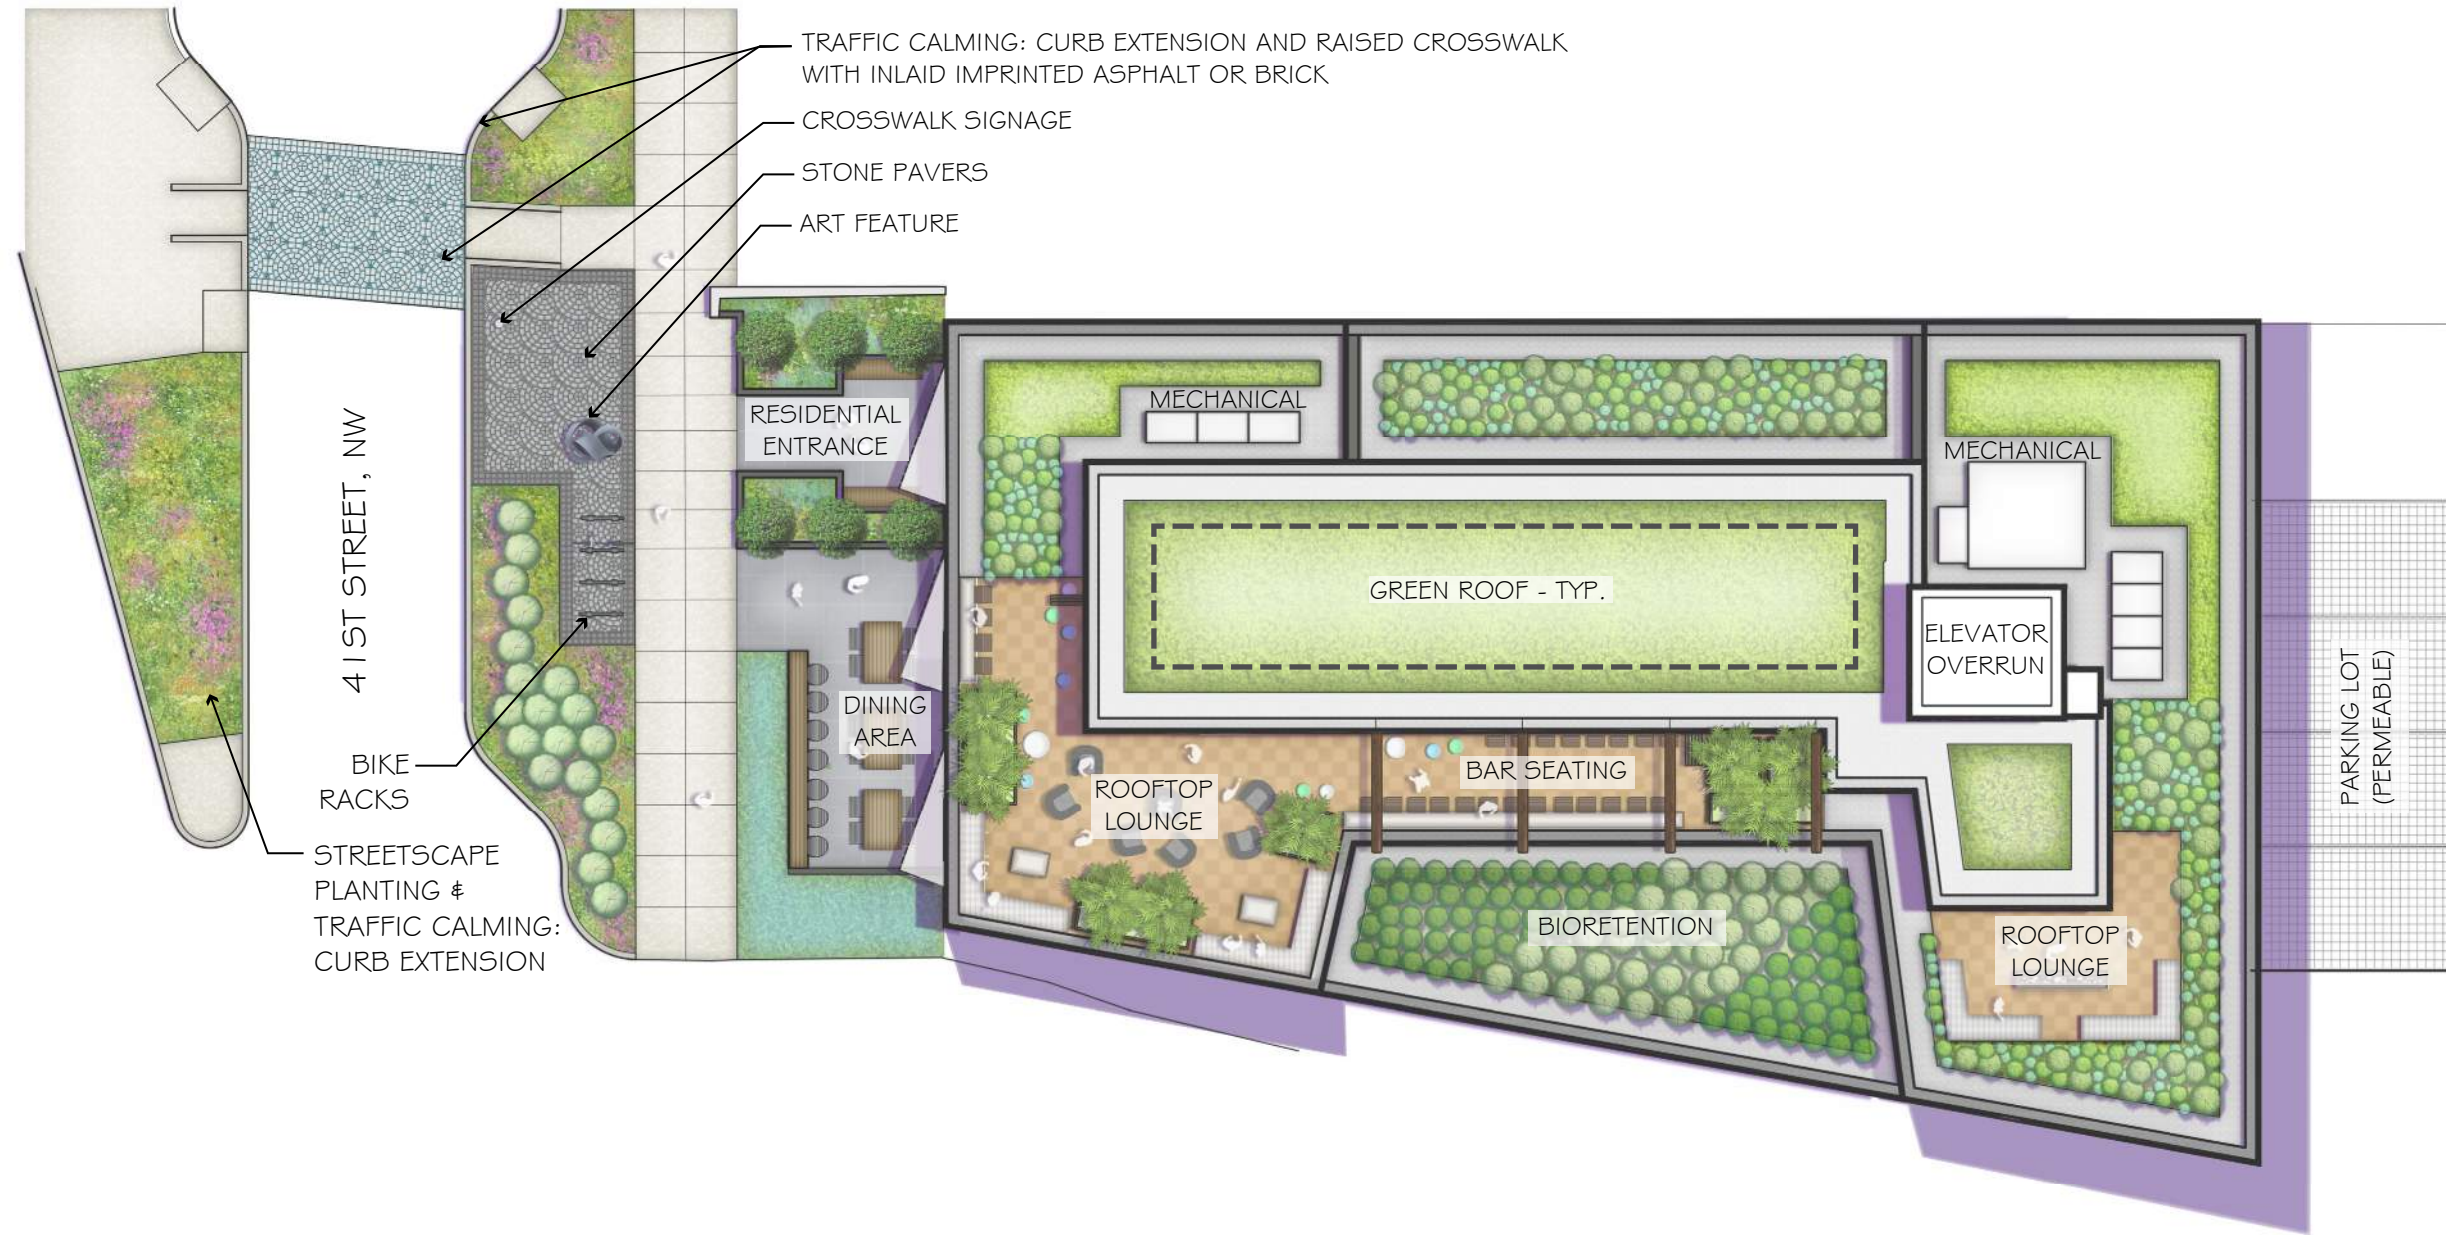 TRAFFIC CALMING: CURB EXTENSION AND RAISED CROSSWALK
WITH INLAID IMPRINTED ASPHALT OR BRICK
CROSSWALK SIGNAGE
STONE PAVERS
ART FEATURE
RESIDENTIAL
ENTRANCE
MECHANICAL
MECHANICAL
41ST STREET, NW
GREEN ROOF - TYP.
ELEVATOR
OVERRUN
PARKING LOT
(PERMEABLE)
DINING
AREA
BIKE
RACKS
ROOFTOP
LOUNGE
BAR SEATING
STREETSCAPE
PLANTING &
TRAFFIC CALMING:
CURB EXTENSION
BIORETENTION
ROOFTOP
LOUNGE